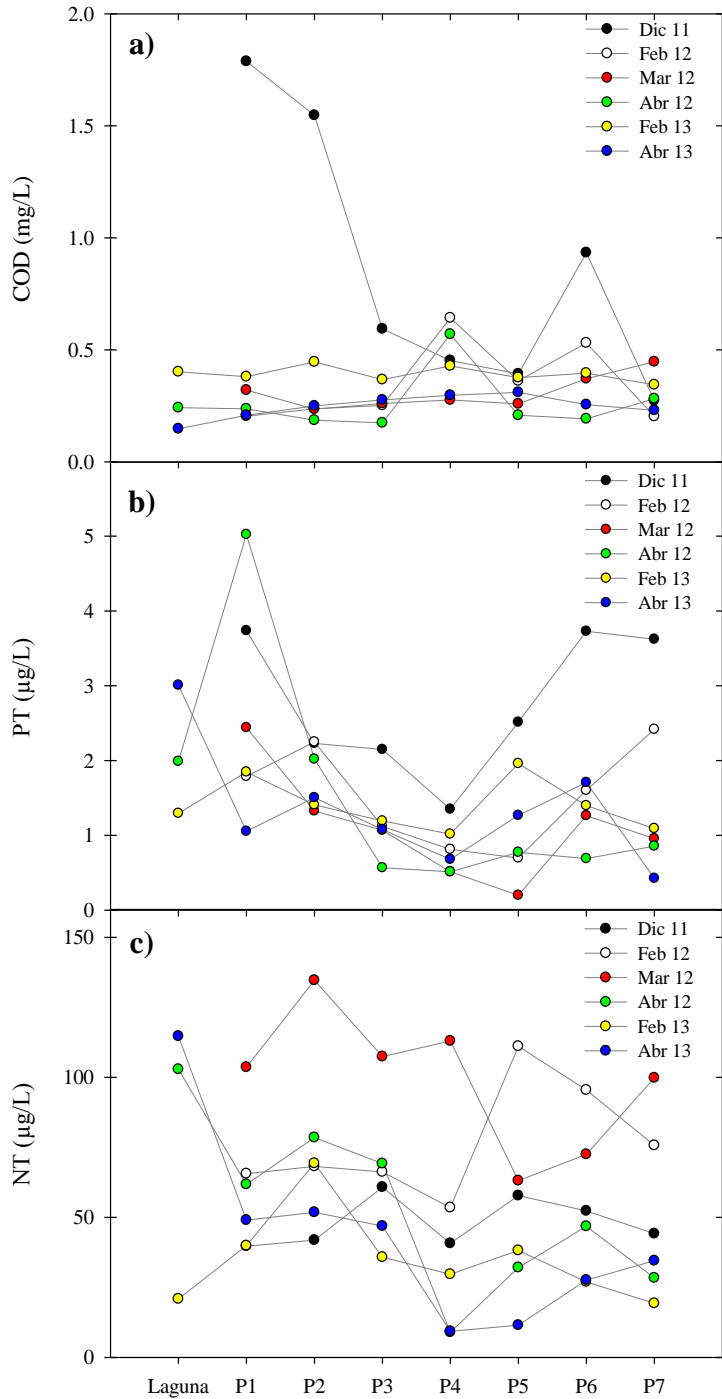 2.0
a)
Dic 11
Feb 12
Mar 12
Abr 12
Feb 13
Abr 13
1.5
1.0
0.5
0.0
COD (mg/L)
b)
Dic 11
Feb 12
Mar 12
Abr 12
Feb 13
Abr 13
5
4
3
2
1
0
PT (µg/L)
c)
Dic 11
Feb 12
Mar 12
Abr 12
Feb 13
Abr 13
150
100
50
0
NT (µg/L)
Laguna P1 P2 P3 P4 P5 P6 P7